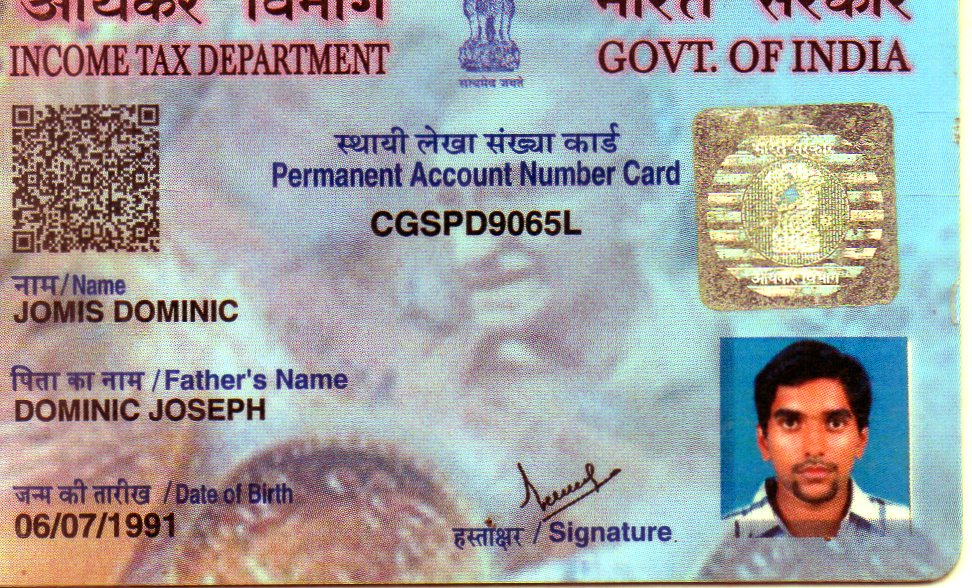 आयकर विभाग
भारत सरकार
INCOME TAX DEPARTMENT
GOVT. OF INDIA
सत्यमेव जयते
स्थायी लेखा संख्या कार्ड
Permanent Account Number Card
CGSPD9065L
भारत सरकार
आयकर विभाग
नाम / Name
JOMIS DOMINIC
पिता का नाम / Father's Name
DOMINIC JOSEPH
जन्म की तारीख / Date of Birth
06/07/1991
हस्ताक्षर / Signature